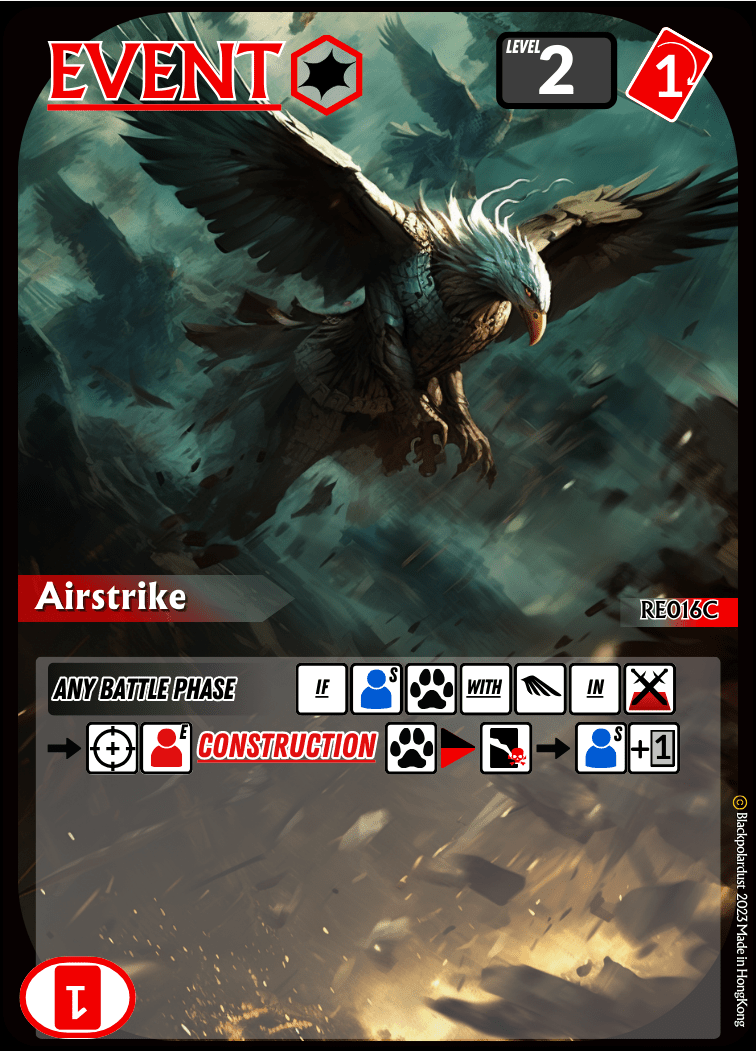 EVENT
LEVEL 2
1
Airstrike
RE016C
ANY BATTLE PHASE IF S WITH IN
E CONSTRUCTION S +1
1
© Blackpolardust 2023 Made in HongKong